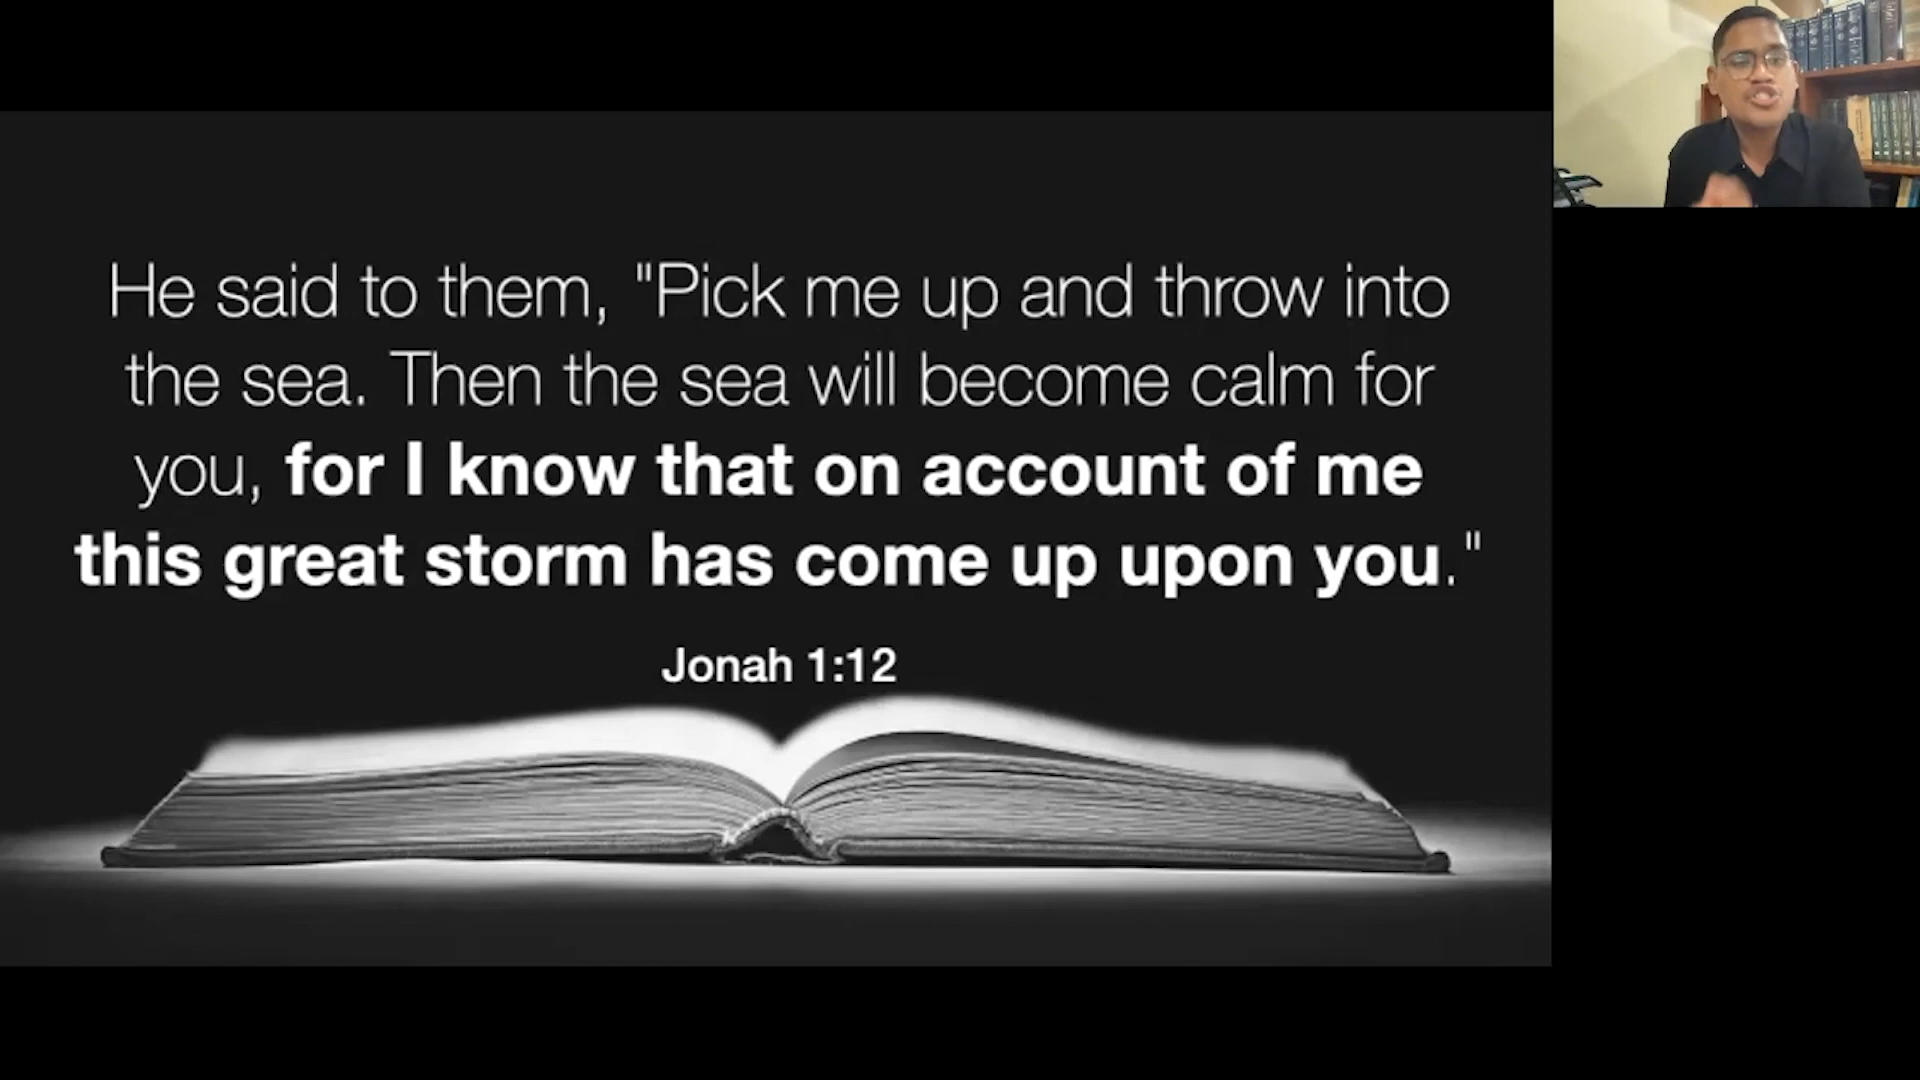 He said to them, "Pick me up and throw into
the sea. Then the sea will become calm for
you, for I know that on account of me
this great storm has come up upon you."
Jonah 1:12